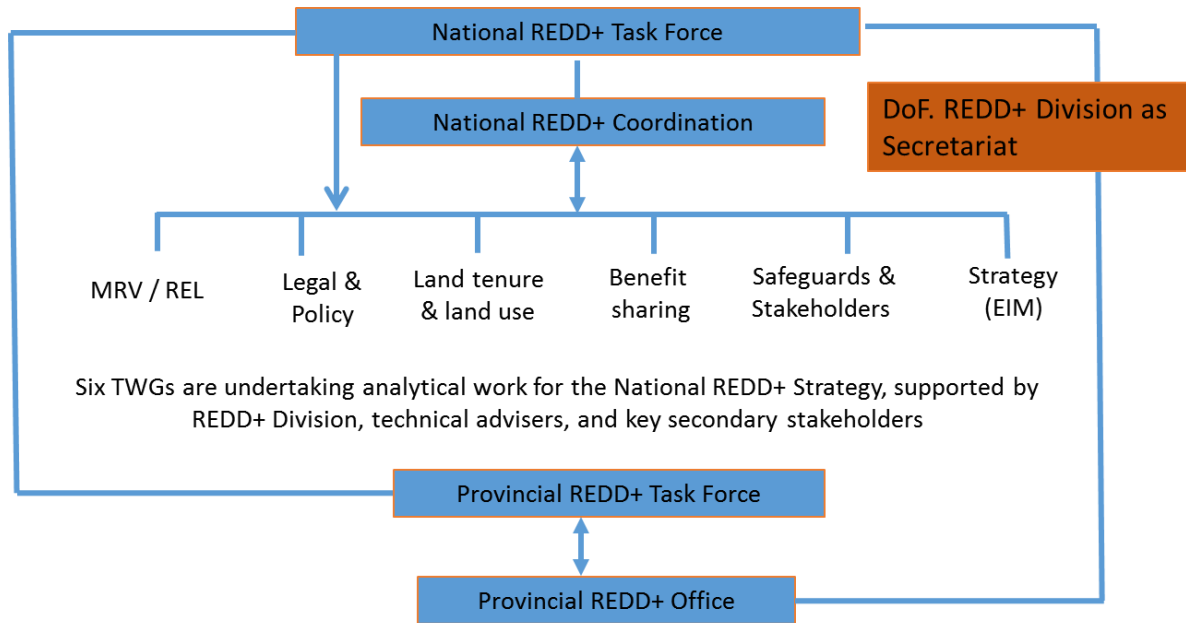 National REDD+ Task Force
National REDD+ Coordination
DoF. REDD+ Division as
Secretariat
MRV / REL
Legal &
Policy
Land tenure
& land use
Benefit
sharing
Safeguards &
Stakeholders
Strategy
(EIM)
Six TWGs are undertaking analytical work for the National REDD+ Strategy, supported by
REDD+ Division, technical advisers, and key secondary stakeholders
Provincial REDD+ Task Force
Provincial REDD+ Office